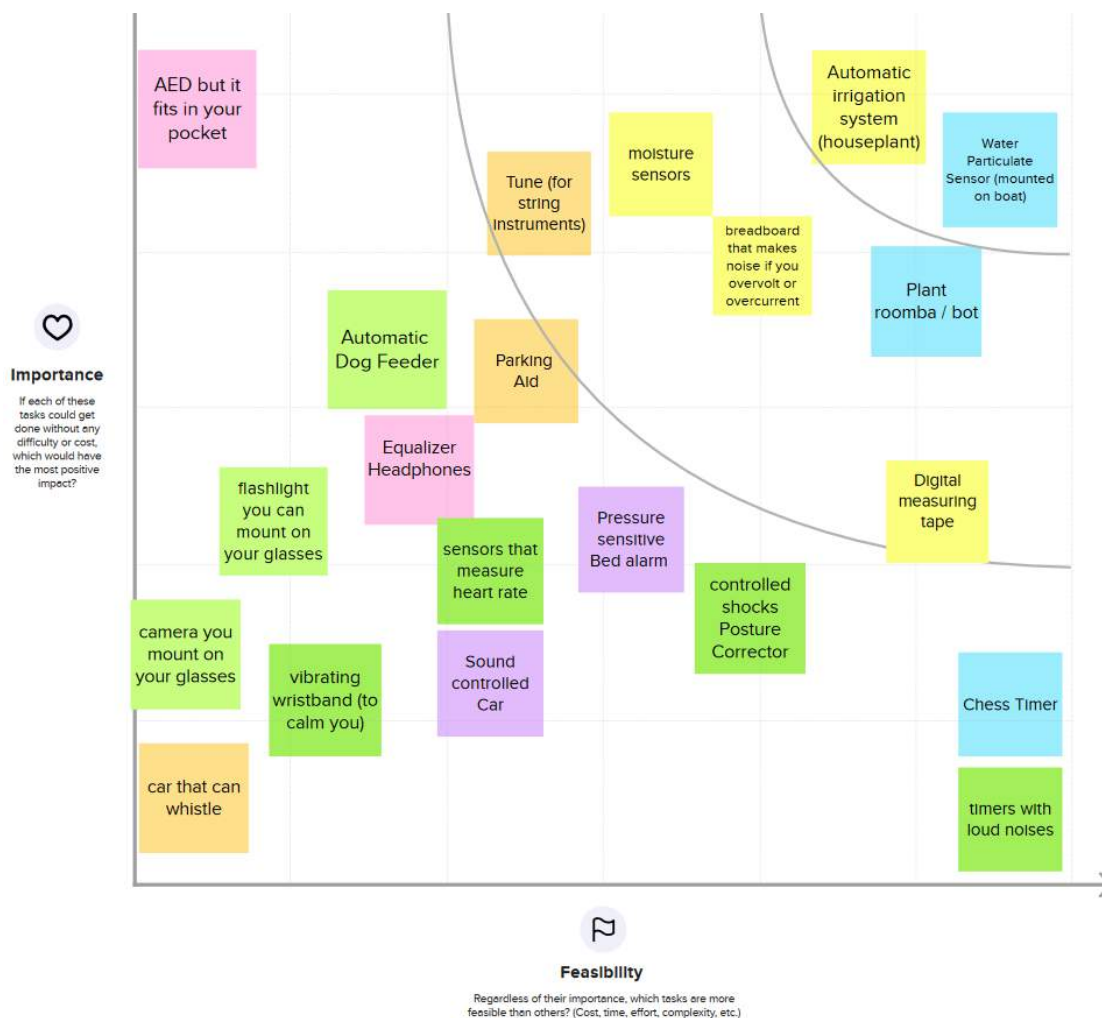 AED but it
fits in your
pocket
Automatic
irrigation
system
(houseplant)
Water
Particulate
Sensor (mounted
on boat)
moisture
sensors
Tune (for
string
instruments)
breadboard
that makes
noise if you
overvolt or
overcurrent
Plant
roomba / bot
Automatic
Dog Feeder
Parking
Aid
Importance
If each of these
tasks could get
done without any
difficulty or cost,
which would have
the most positive
impact?
Equalizer
Headphones
flashlight
you can
mount on
your glasses
Digital
measuring
tape
Pressure
sensitive
Bed alarm
sensors that
measure
heart rate
controlled
shocks
Posture
Corrector
camera you
mount on
your glasses
vibrating
wristband (to
calm you)
Sound
controlled
Car
Chess Timer
car that can
whistle
timers with
loud noises
Feasibility
Regardless of their importance, which tasks are more
feasible than others? (Cost, time, effort, complexity, etc.)